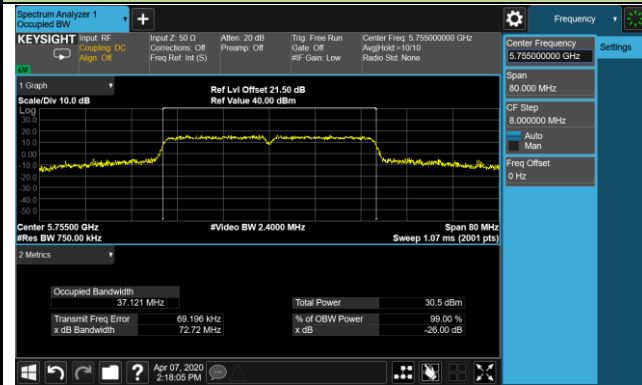 Spectrum Analyzer 1
Occupied BW
Frequency
KEYSIGHT
Input: RF
Coupling: DC
Align: Off
Input Z: 50 Ω
Corrections: Off
Freq Ref: Int (S)
Atten: 20 dB
Preamp: Off
Trig: Free Run
Gate: Off
#IF Gain: Low
Center Freq: 5.755000000 GHz
Avg|Hold:>10/10
Radio Std: None
Center Frequency
5.755000000 GHz
Settings
Span
80.000 MHz
CF Step
8.000000 MHz
Auto
Man
Freq Offset
0 Hz
1 Graph
Scale/Div 10.0 dB
Ref Lvl Offset 21.50 dB
Ref Value 40.00 dBm
Log
30.0
20.0
10.0
0.00
-10.0
-20.0
-30.0
-40.0
-50.0
Center 5.75500 GHz
#Video BW 2.4000 MHz
Span 80 MHz
#Res BW 750.00 kHz
Sweep 1.07 ms (2001 pts)
2 Metrics
Occupied Bandwidth
37.121 MHz
Total Power 30.5 dBm
Transmit Freq Error 69.196 kHz
% of OBW Power 99.00 %
x dB Bandwidth 72.72 MHz
x dB -26.00 dB
Apr 07, 2020
2:18:05 PM